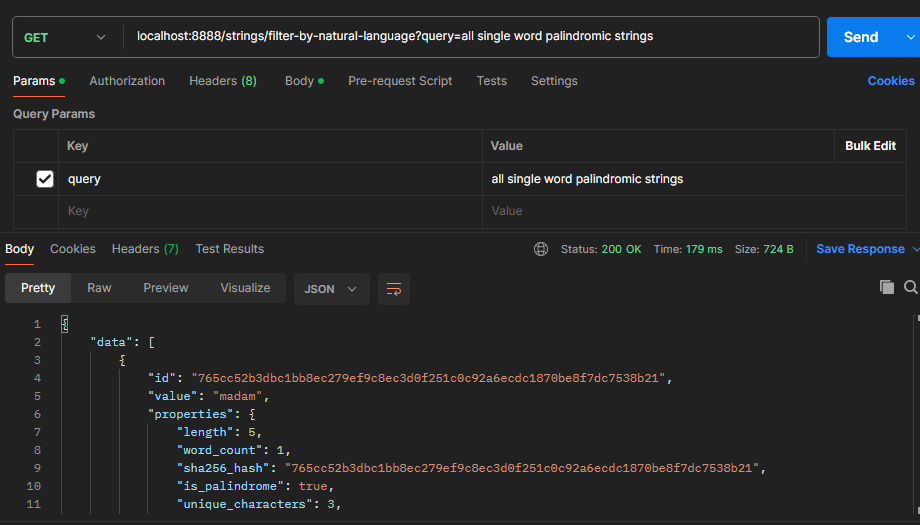 GET localhost:8888/strings/filter-by-natural-language?query=all single word palindromic strings Send
Params Authorization Headers (8) Body Pre-request Script Tests Settings Cookies
Query Params
Key Value Bulk Edit
query all single word palindromic strings
Key Value
Body Cookies Headers (7) Test Results Status: 200 OK Time: 179 ms Size: 724 B Save Response
Pretty Raw Preview Visualize JSON
1 {
2 "data": [
3 {
4 "id": "765cc52b3dbc1bb8ec279ef9c8ec3d0f251c0c92a6ecdc1870be8f7dc7538b21",
5 "value": "madam",
6 "properties": {
7 "length": 5,
8 "word_count": 1,
9 "sha256_hash": "765cc52b3dbc1bb8ec279ef9c8ec3d0f251c0c92a6ecdc1870be8f7dc7538b21",
10 "is_palindrome": true,
11 "unique_characters": 3,